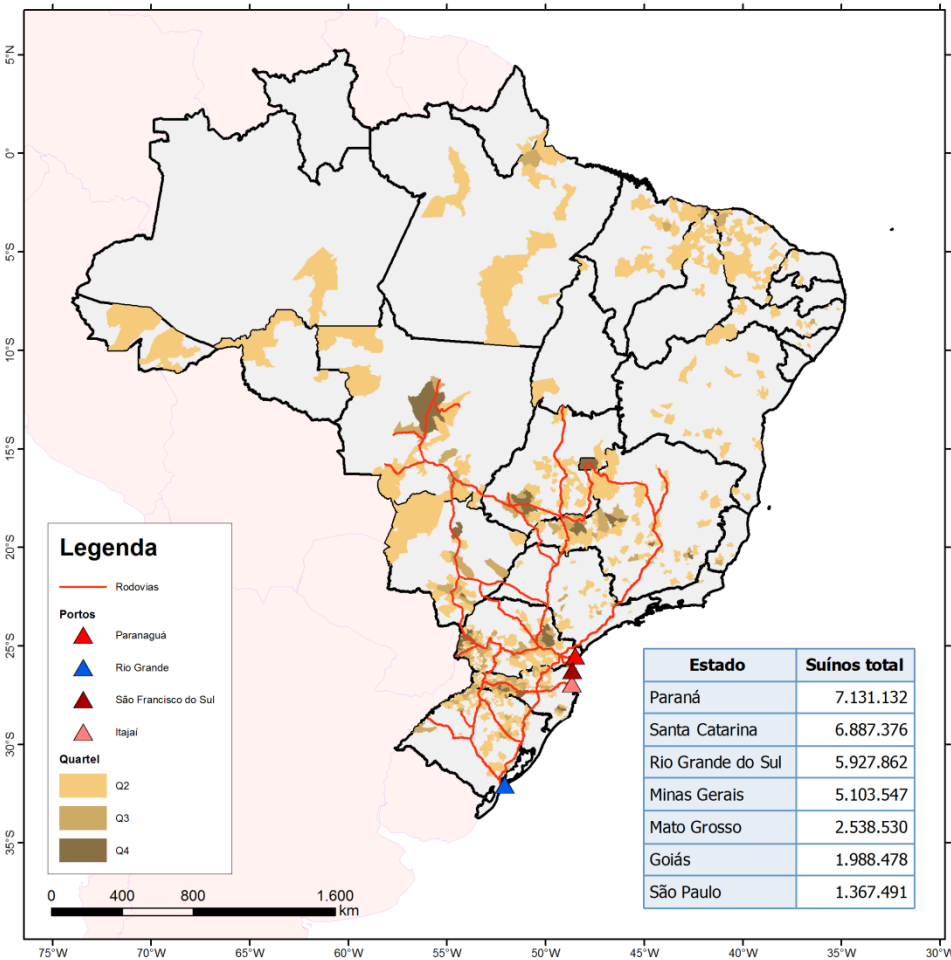 5°N
0°
5°S
10°S
15°S
20°S
25°S
30°S
35°S
Legenda
Rodovias
Portos
Paranaguá
Rio Grande
São Francisco do Sul
Itajaí
Quartel
Q2
Q3
Q4
0 400 800 1.600
km
Estado Suínos total
Paraná 7.131.132
Santa Catarina 6.887.376
Rio Grande do Sul 5.927.862
Minas Gerais 5.103.547
Mato Grosso 2.538.530
Goiás 1.988.478
São Paulo 1.367.491
75°W 70°W 65°W 60°W 55°W 50°W 45°W 40°W 35°W 30°W